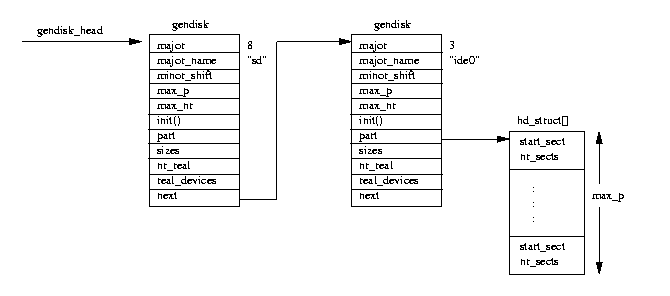 gendisk_head
gendisk
major 8
major_name "sd"
minor_shift
max_p
max_nr
init()
part
sizes
nr_real
real_devices
next
gendisk
major 3
major_name "ide0"
minor_shift
max_p
max_nr
init()
part
sizes
nr_real
real_devices
next
hd_struct[]
start_sect
nr_sects
:
:
:
start_sect
nr_sects
max_p